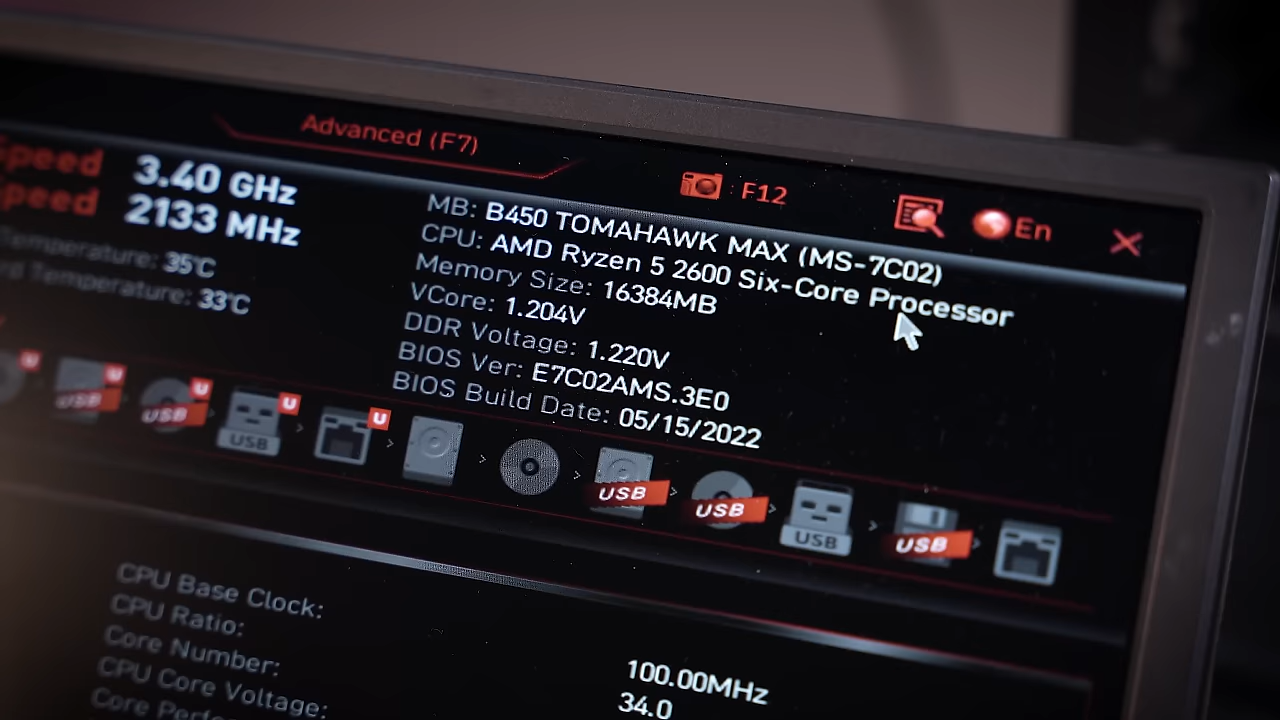 Advanced (F7)
F12
En
Speed 3.40 GHz
Speed 2133 MHz
Temperature: 35°C
Temperature: 33°C
MB: B450 TOMAHAWK MAX (MS-7C02)
CPU: AMD Ryzen 5 2600 Six-Core Processor
Memory Size: 16384MB
VCore: 1.204V
DDR Voltage: 1.220V
BIOS Ver: E7C02AMS.3E0
BIOS Build Date: 05/15/2022
U
USB U
USB U
USB U
U
USB
USB
USB
USB
CPU Base Clock: 100.00MHz
CPU Ratio: 34.0
Core Number:
CPU Core Voltage:
Core